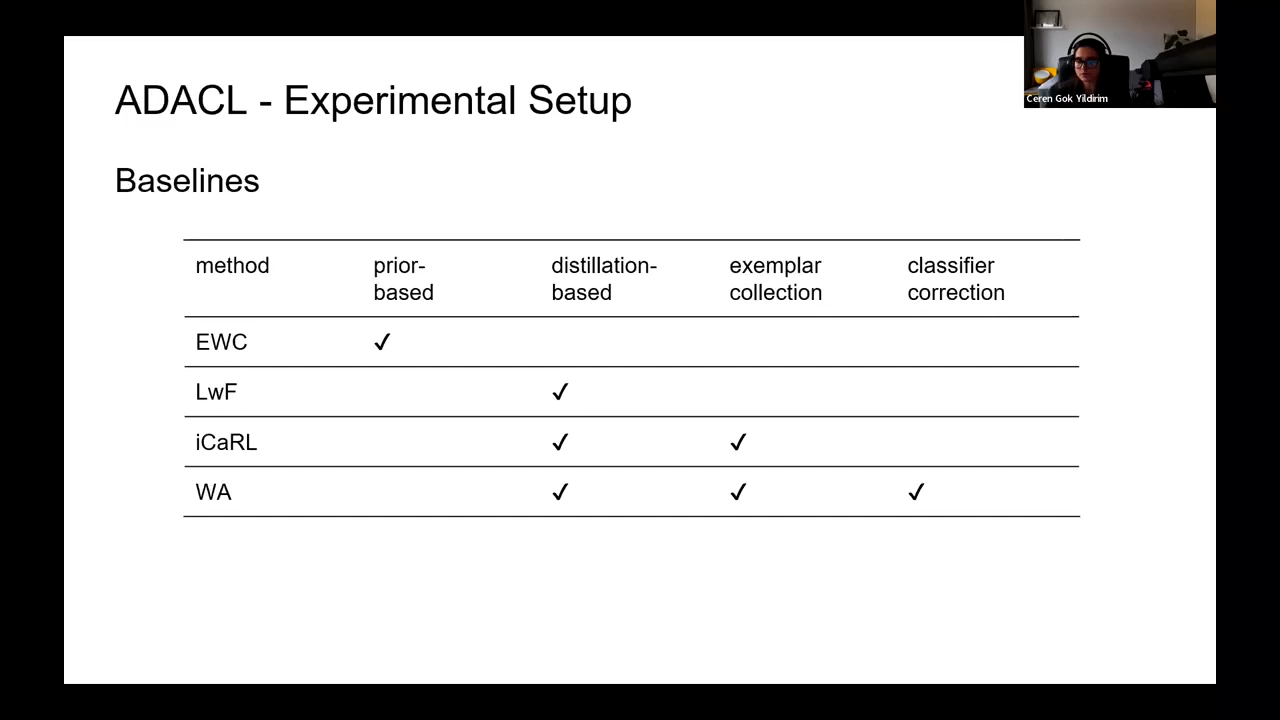 Ceren Gok Yildirim
ADACL - Experimental Setup
Baselines
method prior-based distillation-based exemplar collection classifier correction
EWC ✓
LwF ✓
iCaRL ✓ ✓
WA ✓ ✓ ✓